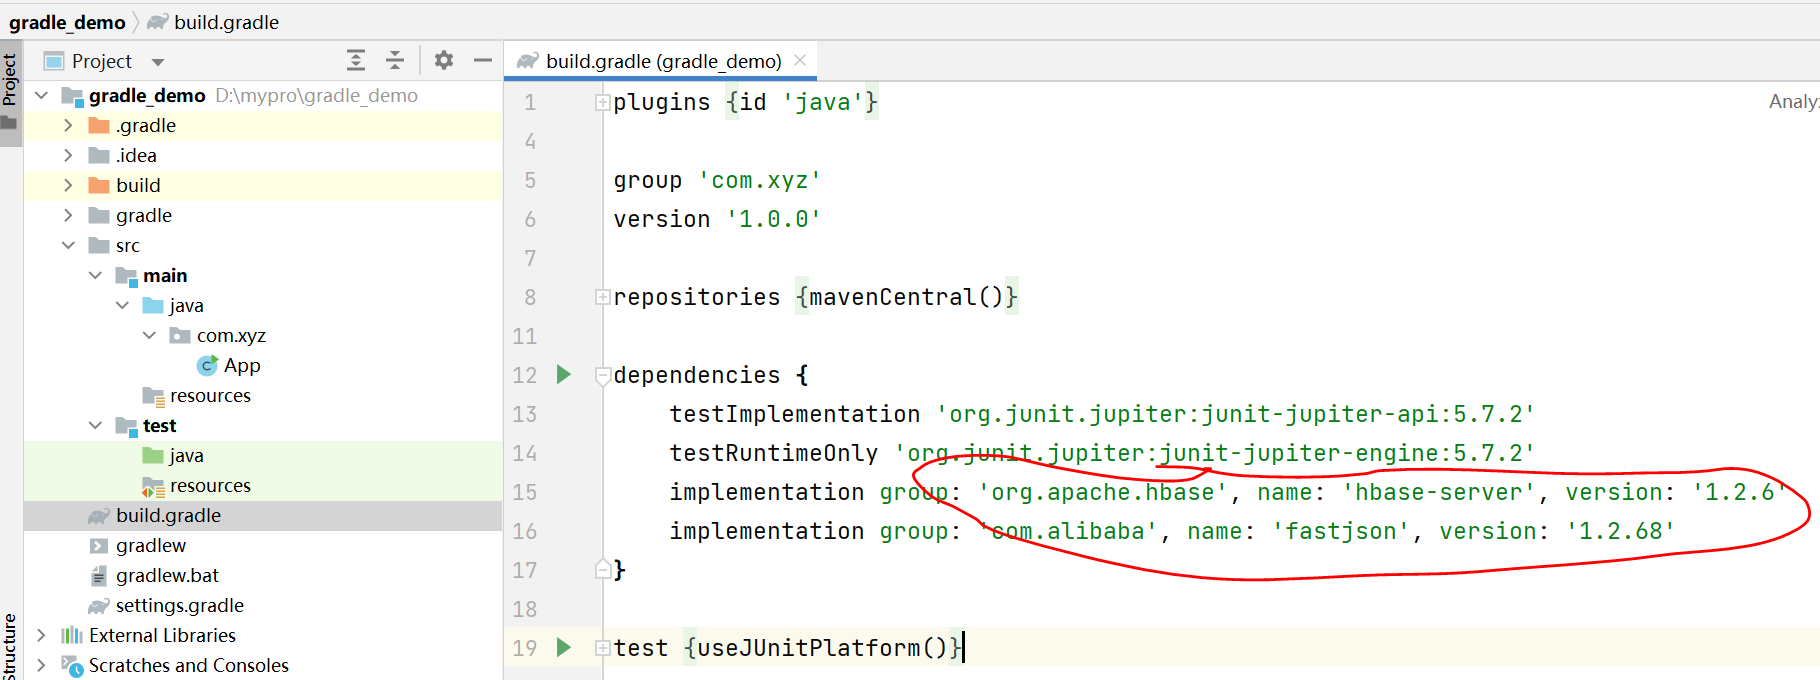 gradle_demo build.gradle
Project
Project
build.gradle (gradle_demo)
gradle_demo D:\mypro\gradle_demo
.gradle
.idea
build
gradle
src
main
java
com.xyz
App
resources
test
java
resources
build.gradle
gradlew
gradlew.bat
settings.gradle
External Libraries
Scratches and Consoles
Structure
1 plugins {id 'java'}
Analy
4
5 group 'com.xyz'
6 version '1.0.0'
7
8 repositories {mavenCentral()}
11
12 dependencies {
13 testImplementation 'org.junit.jupiter:junit-jupiter-api:5.7.2'
14 testRuntimeOnly 'org.junit.jupiter:junit-jupiter-engine:5.7.2'
15 implementation group: 'org.apache.hbase', name: 'hbase-server', version: '1.2.6'
16 implementation group: 'com.alibaba', name: 'fastjson', version: '1.2.68'
17 }
18
19 test {useJUnitPlatform()}